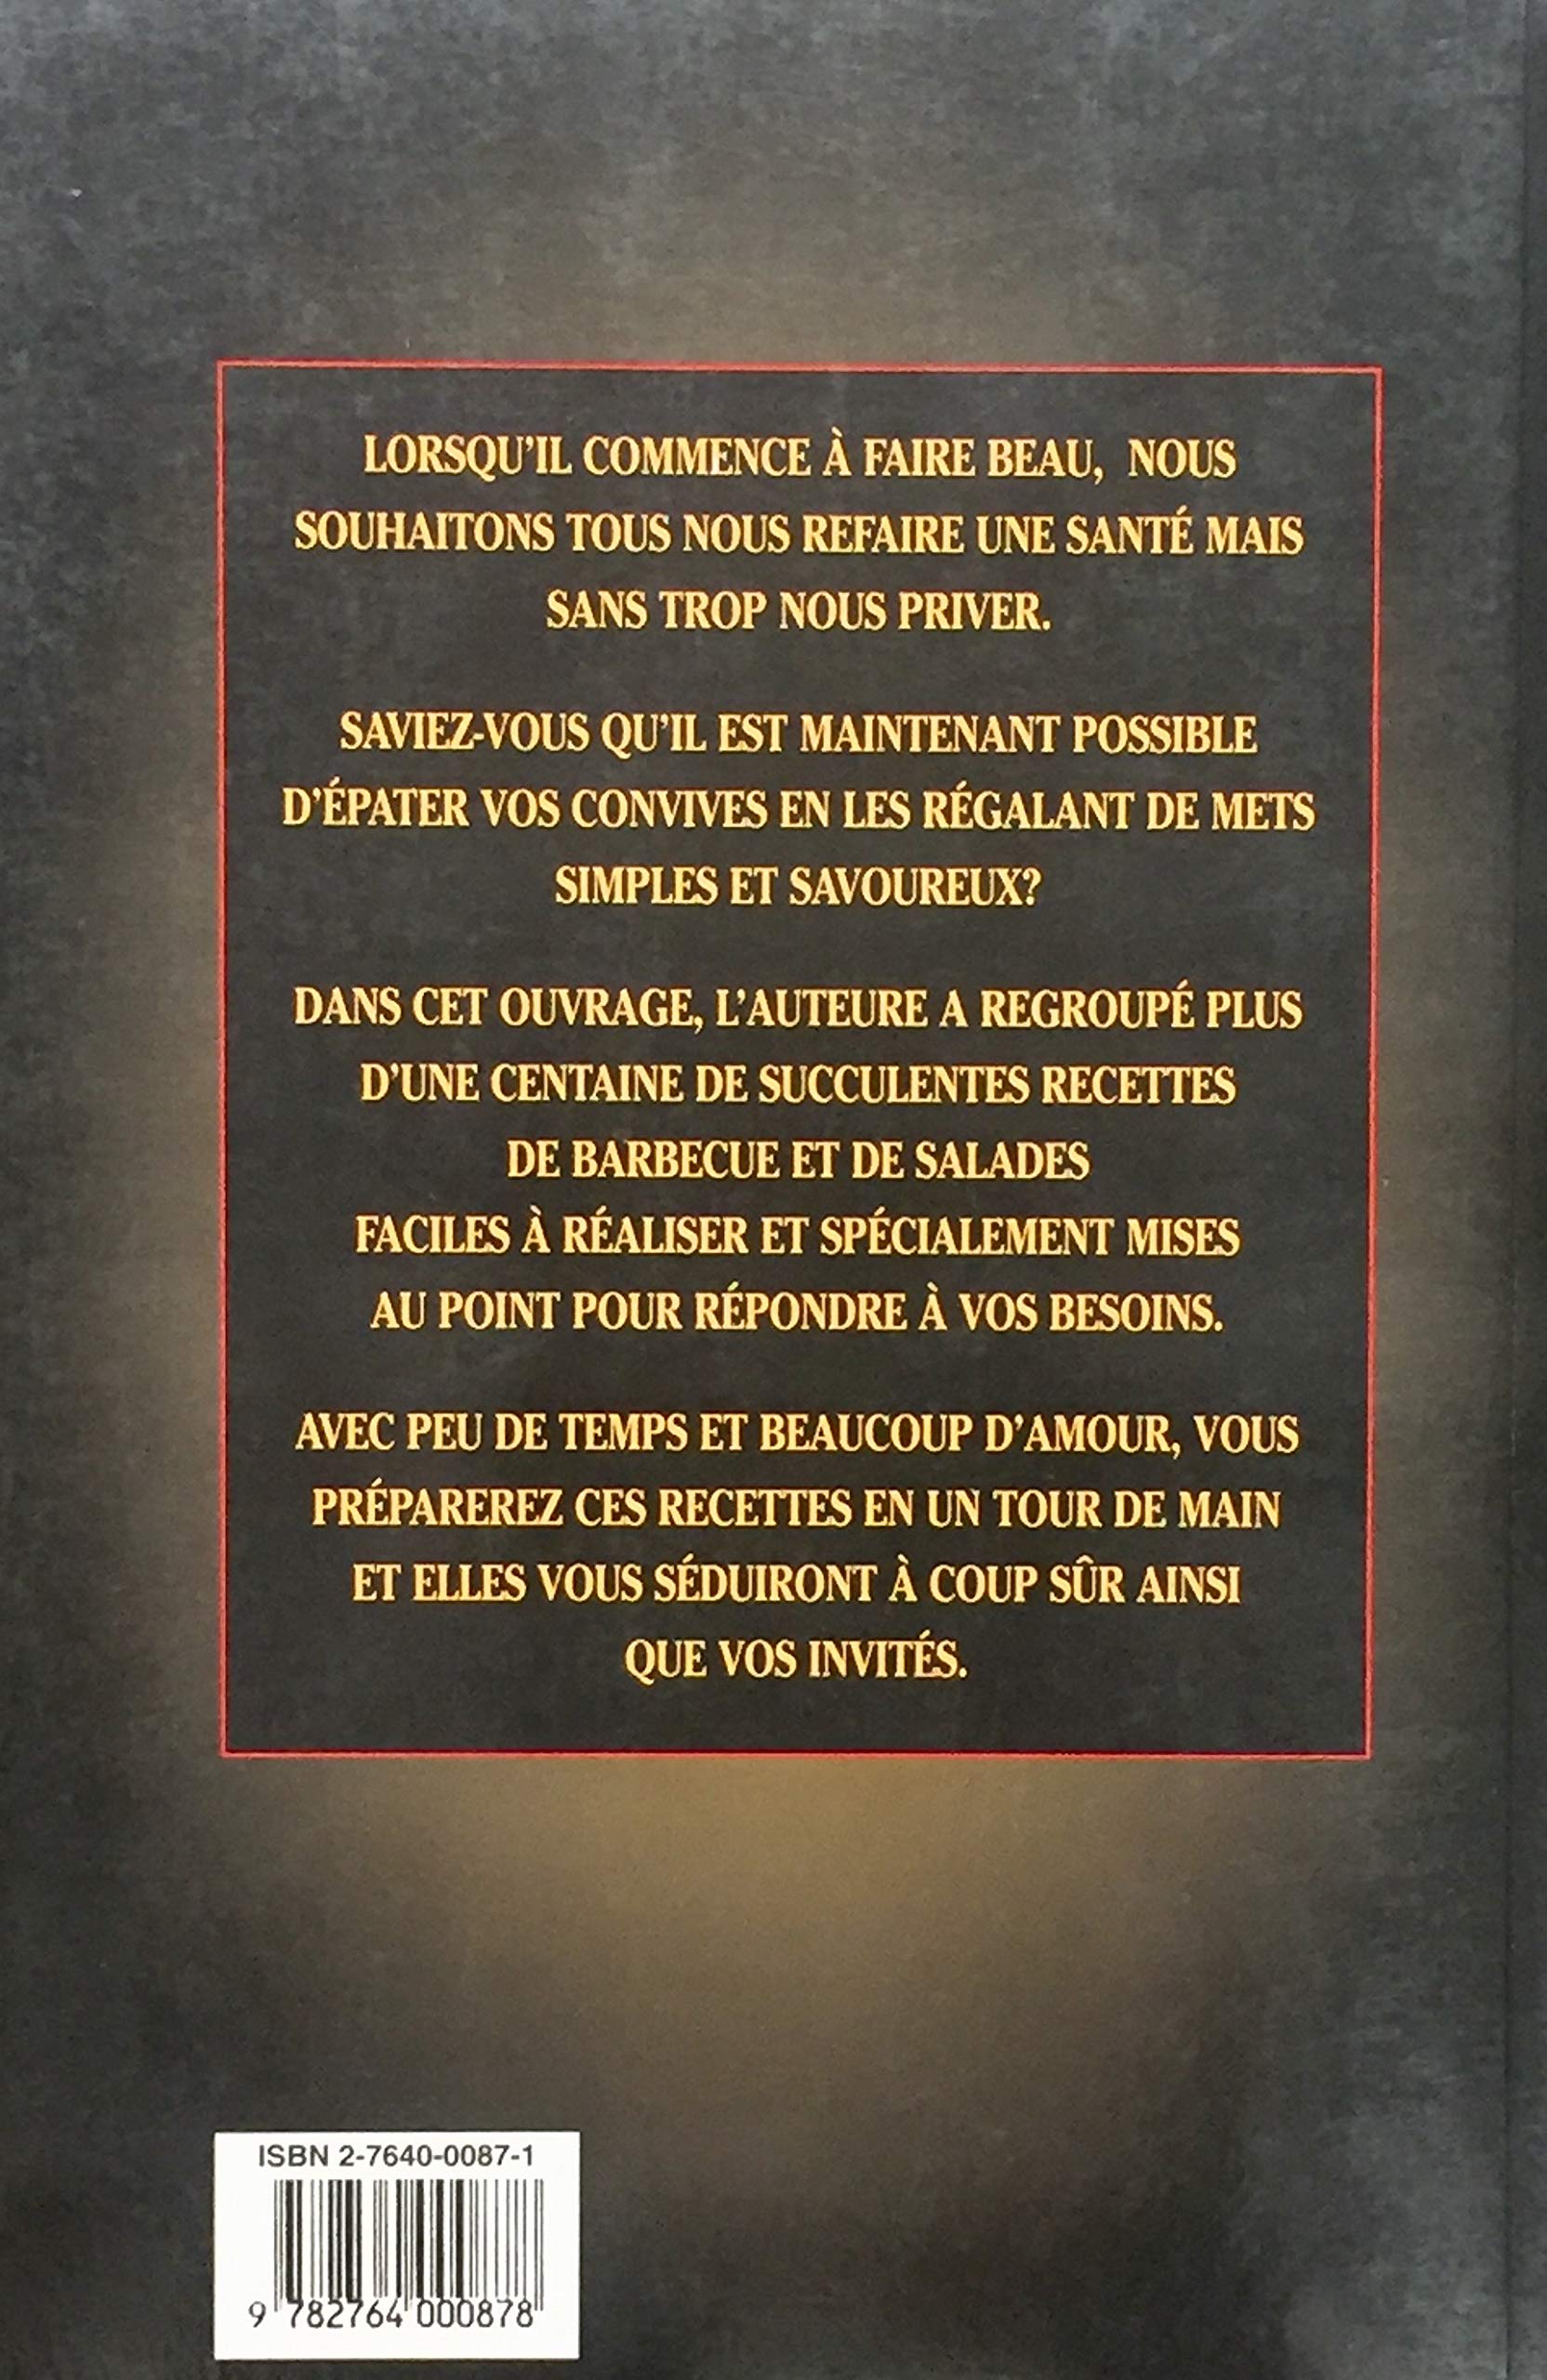 LORSQU'IL COMMENCE À FAIRE BEAU, NOUS
SOUHAITONS TOUS NOUS REFAIRE UNE SANTÉ MAIS
SANS TROP NOUS PRIVER.
SAVIEZ-VOUS QU'IL EST MAINTENANT POSSIBLE
D'ÉPATER VOS CONVIVES EN LES RÉGALANT DE METS
SIMPLES ET SAVOUREUX?
DANS CET OUVRAGE, L'AUTEURE A REGROUPÉ PLUS
D'UNE CENTAINE DE SUCCULENTES RECETTES
DE BARBECUE ET DE SALADES
FACILES À RÉALISER ET SPÉCIALEMENT MISES
AU POINT POUR RÉPONDRE À VOS BESOINS.
AVEC PEU DE TEMPS ET BEAUCOUP D'AMOUR, VOUS
PRÉPAREREZ CES RECETTES EN UN TOUR DE MAIN
ET ELLES VOUS SÉDUIRONT À COUP SÛR AINSI
QUE VOS INVITÉS.
ISBN 2-7640-0087-1
9 782764 000878